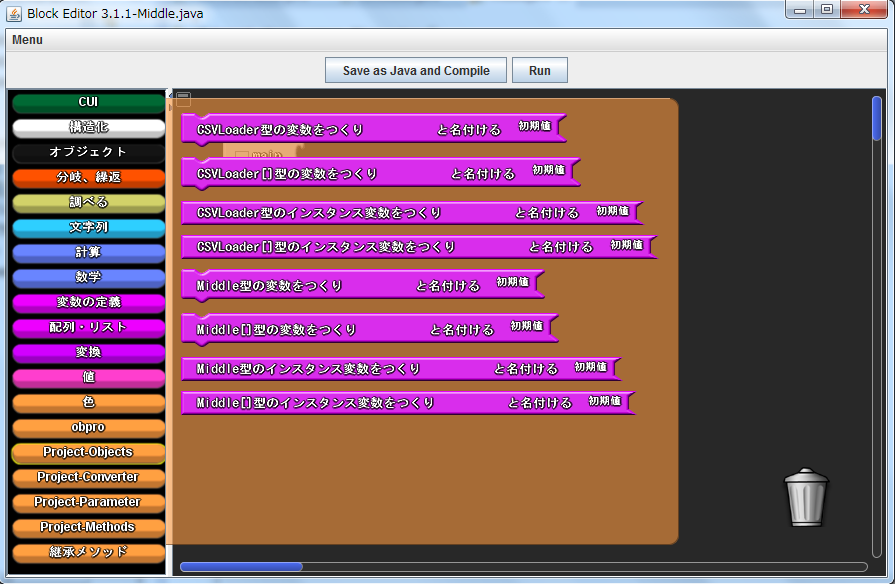 Block Editor 3.1.1-Middle.java
Menu
Save as Java and Compile
Run
CUI
構造化
オブジェクト
分岐、繰返
調べる
文字列
計算
数学
変数の定義
配列・リスト
変換
値
色
obpro
Project-Objects
Project-Converter
Project-Parameter
Project-Methods
継承メソッド
CSVLoader型の変数をつくり と名付ける 初期値
main
CSVLoader[]型の変数をつくり と名付ける 初期値
CSVLoader型のインスタンス変数をつくり と名付ける 初期値
CSVLoader[]型のインスタンス変数をつくり と名付ける 初期値
Middle型の変数をつくり と名付ける 初期値
Middle[]型の変数をつくり と名付ける 初期値
Middle型のインスタンス変数をつくり と名付ける 初期値
Middle[]型のインスタンス変数をつくり と名付ける 初期値